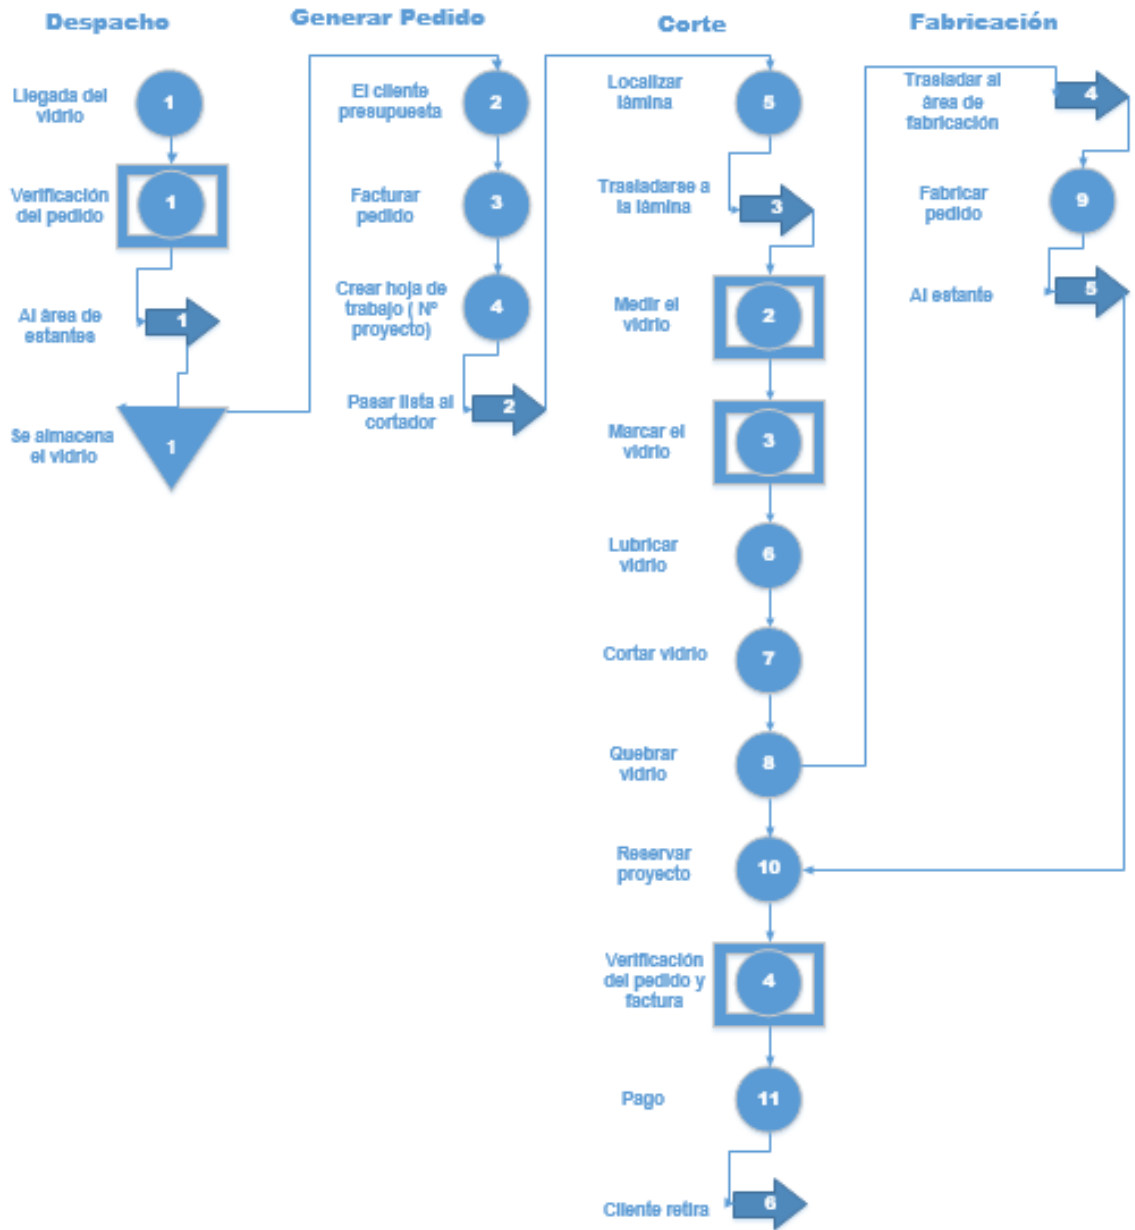 Despacho
Llegada del
vidrio
1
Verificación
del pedido
1
Al área de
estantes
1
Se almacena
el vidrio
1
Generar Pedido
El cliente
presupuesta
2
Facturar
pedido
3
Crear hoja de
trabajo ( Nº
proyecto)
4
Pasar lista al
cortador
2
Corte
Localizar
lámina
5
Trasladarse a
la lámina
3
Medir el
vidrio
2
Marcar el
vidrio
3
Lubricar
vidrio
6
Cortar vidrio
7
Quebrar
vidrio
8
Reservar
proyecto
10
Verificación
del pedido y
factura
4
Pago
11
Cliente retira
6
Fabricación
Trasladar al
área de
fabricación
4
Fabricar
pedido
9
Al estante
5